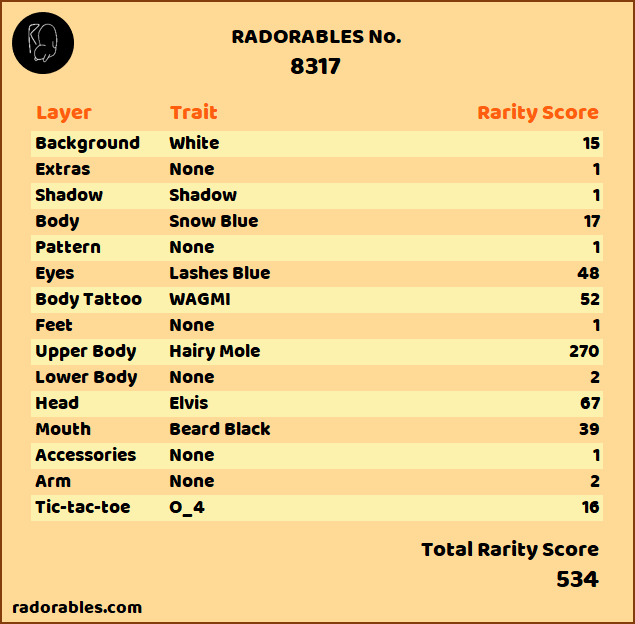 RADORABLES No.
8317
Layer Trait Rarity Score
Background White 15
Extras None 1
Shadow Shadow 1
Body Snow Blue 17
Pattern None 1
Eyes Lashes Blue 48
Body Tattoo WAGMI 52
Feet None 1
Upper Body Hairy Mole 270
Lower Body None 2
Head Elvis 67
Mouth Beard Black 39
Accessories None 1
Arm None 2
Tic-tac-toe O_4 16
Total Rarity Score
534
radorables.com